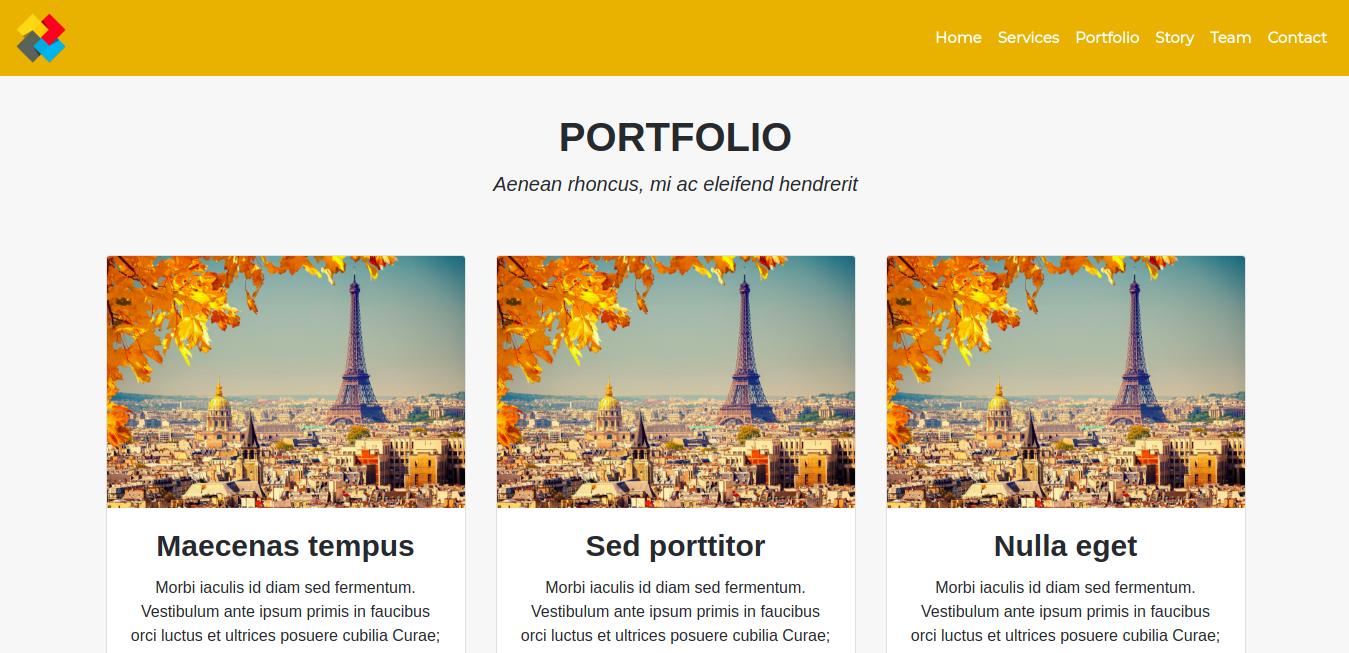 Home Services Portfolio Story Team Contact
PORTFOLIO
Aenean rhoncus, mi ac eleifend hendrerit
Maecenas tempus
Morbi iaculis id diam sed fermentum.
Vestibulum ante ipsum primis in faucibus
orci luctus et ultrices posuere cubilia Curae;
Sed porttitor
Morbi iaculis id diam sed fermentum.
Vestibulum ante ipsum primis in faucibus
orci luctus et ultrices posuere cubilia Curae;
Nulla eget
Morbi iaculis id diam sed fermentum.
Vestibulum ante ipsum primis in faucibus
orci luctus et ultrices posuere cubilia Curae;